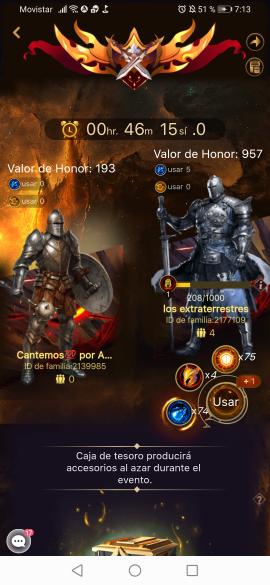 Movistar 51 % 7:13
00hr. 46m 15sí .0
Valor de Honor: 193
usar 0
usar 0
Valor de Honor: 957
usar 5
usar 0
1
208/1000
los extraterrestres
ID de familia:2177109
4
Cantemos💯 por A...
ID de familia:2139985
0
x75
x4
+1
Usar
x74
Caja de tesoro producirá
accesorios al azar durante el
evento.
?